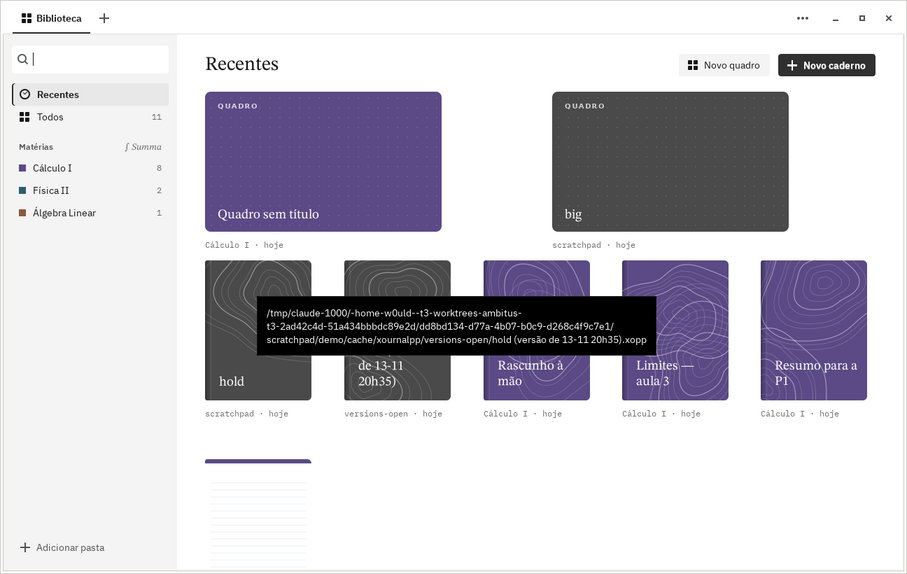 Biblioteca
Recentes
Novo quadro
Novo caderno
Recentes
Todos 11
Matérias ∫ Summa
Cálculo I 8
Física II 2
Álgebra Linear 1
QUADRO
Quadro sem título
Cálculo I · hoje
QUADRO
big
scratchpad · hoje
/tmp/claude-1000/-home-w0uld--t3-worktrees-ambitus-
t3-2ad42c4d-51a434bbbdc89e2d/dd8bd134-d77a-4b07-b0c9-d268c4f9c7e1/
scratchpad/demo/cache/xournalpp/versions-open/hold (versão de 13-11 20h35).xopp
hold
scratchpad · hoje
de 13-11
20h35)
versions-open · hoje
Rascunho à
mão
Cálculo I · hoje
Limites —
aula 3
Cálculo I · hoje
Resumo para a
P1
Cálculo I · hoje
Adicionar pasta